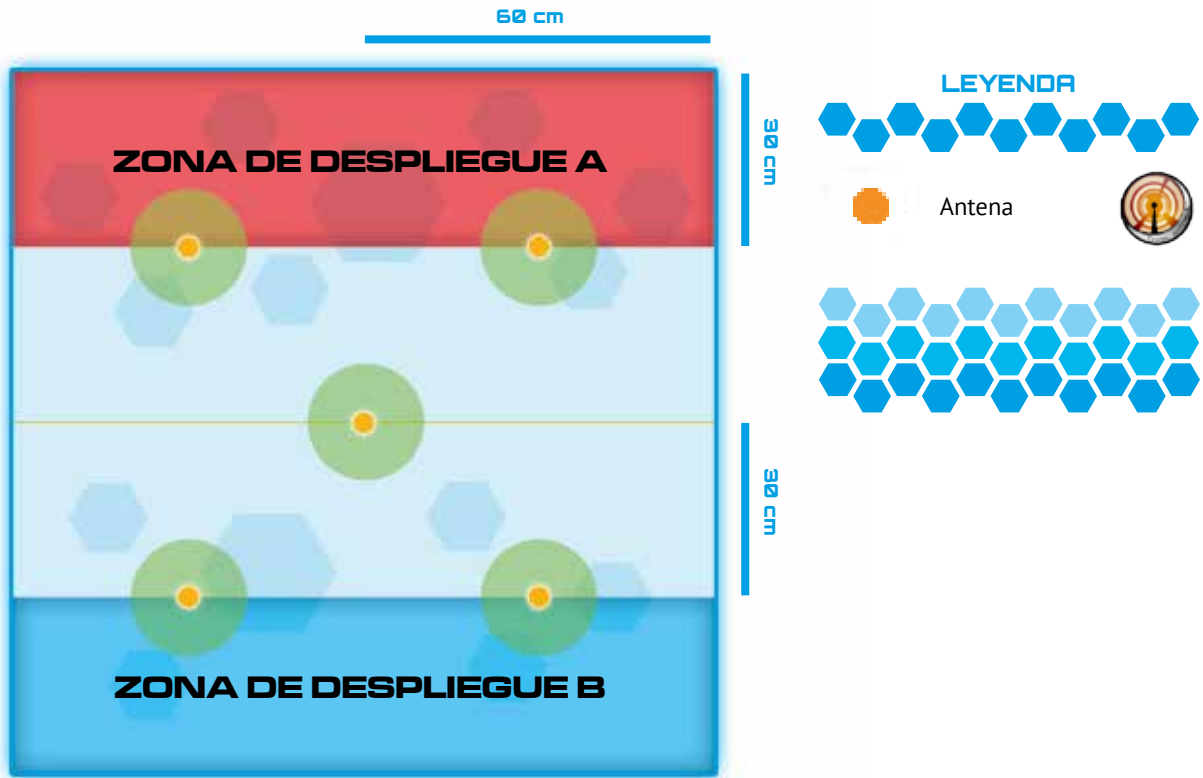 60 cm
LEYENDA
30 cm
ZONA DE DESPLIEGUE A
Antena
30 cm
ZONA DE DESPLIEGUE B